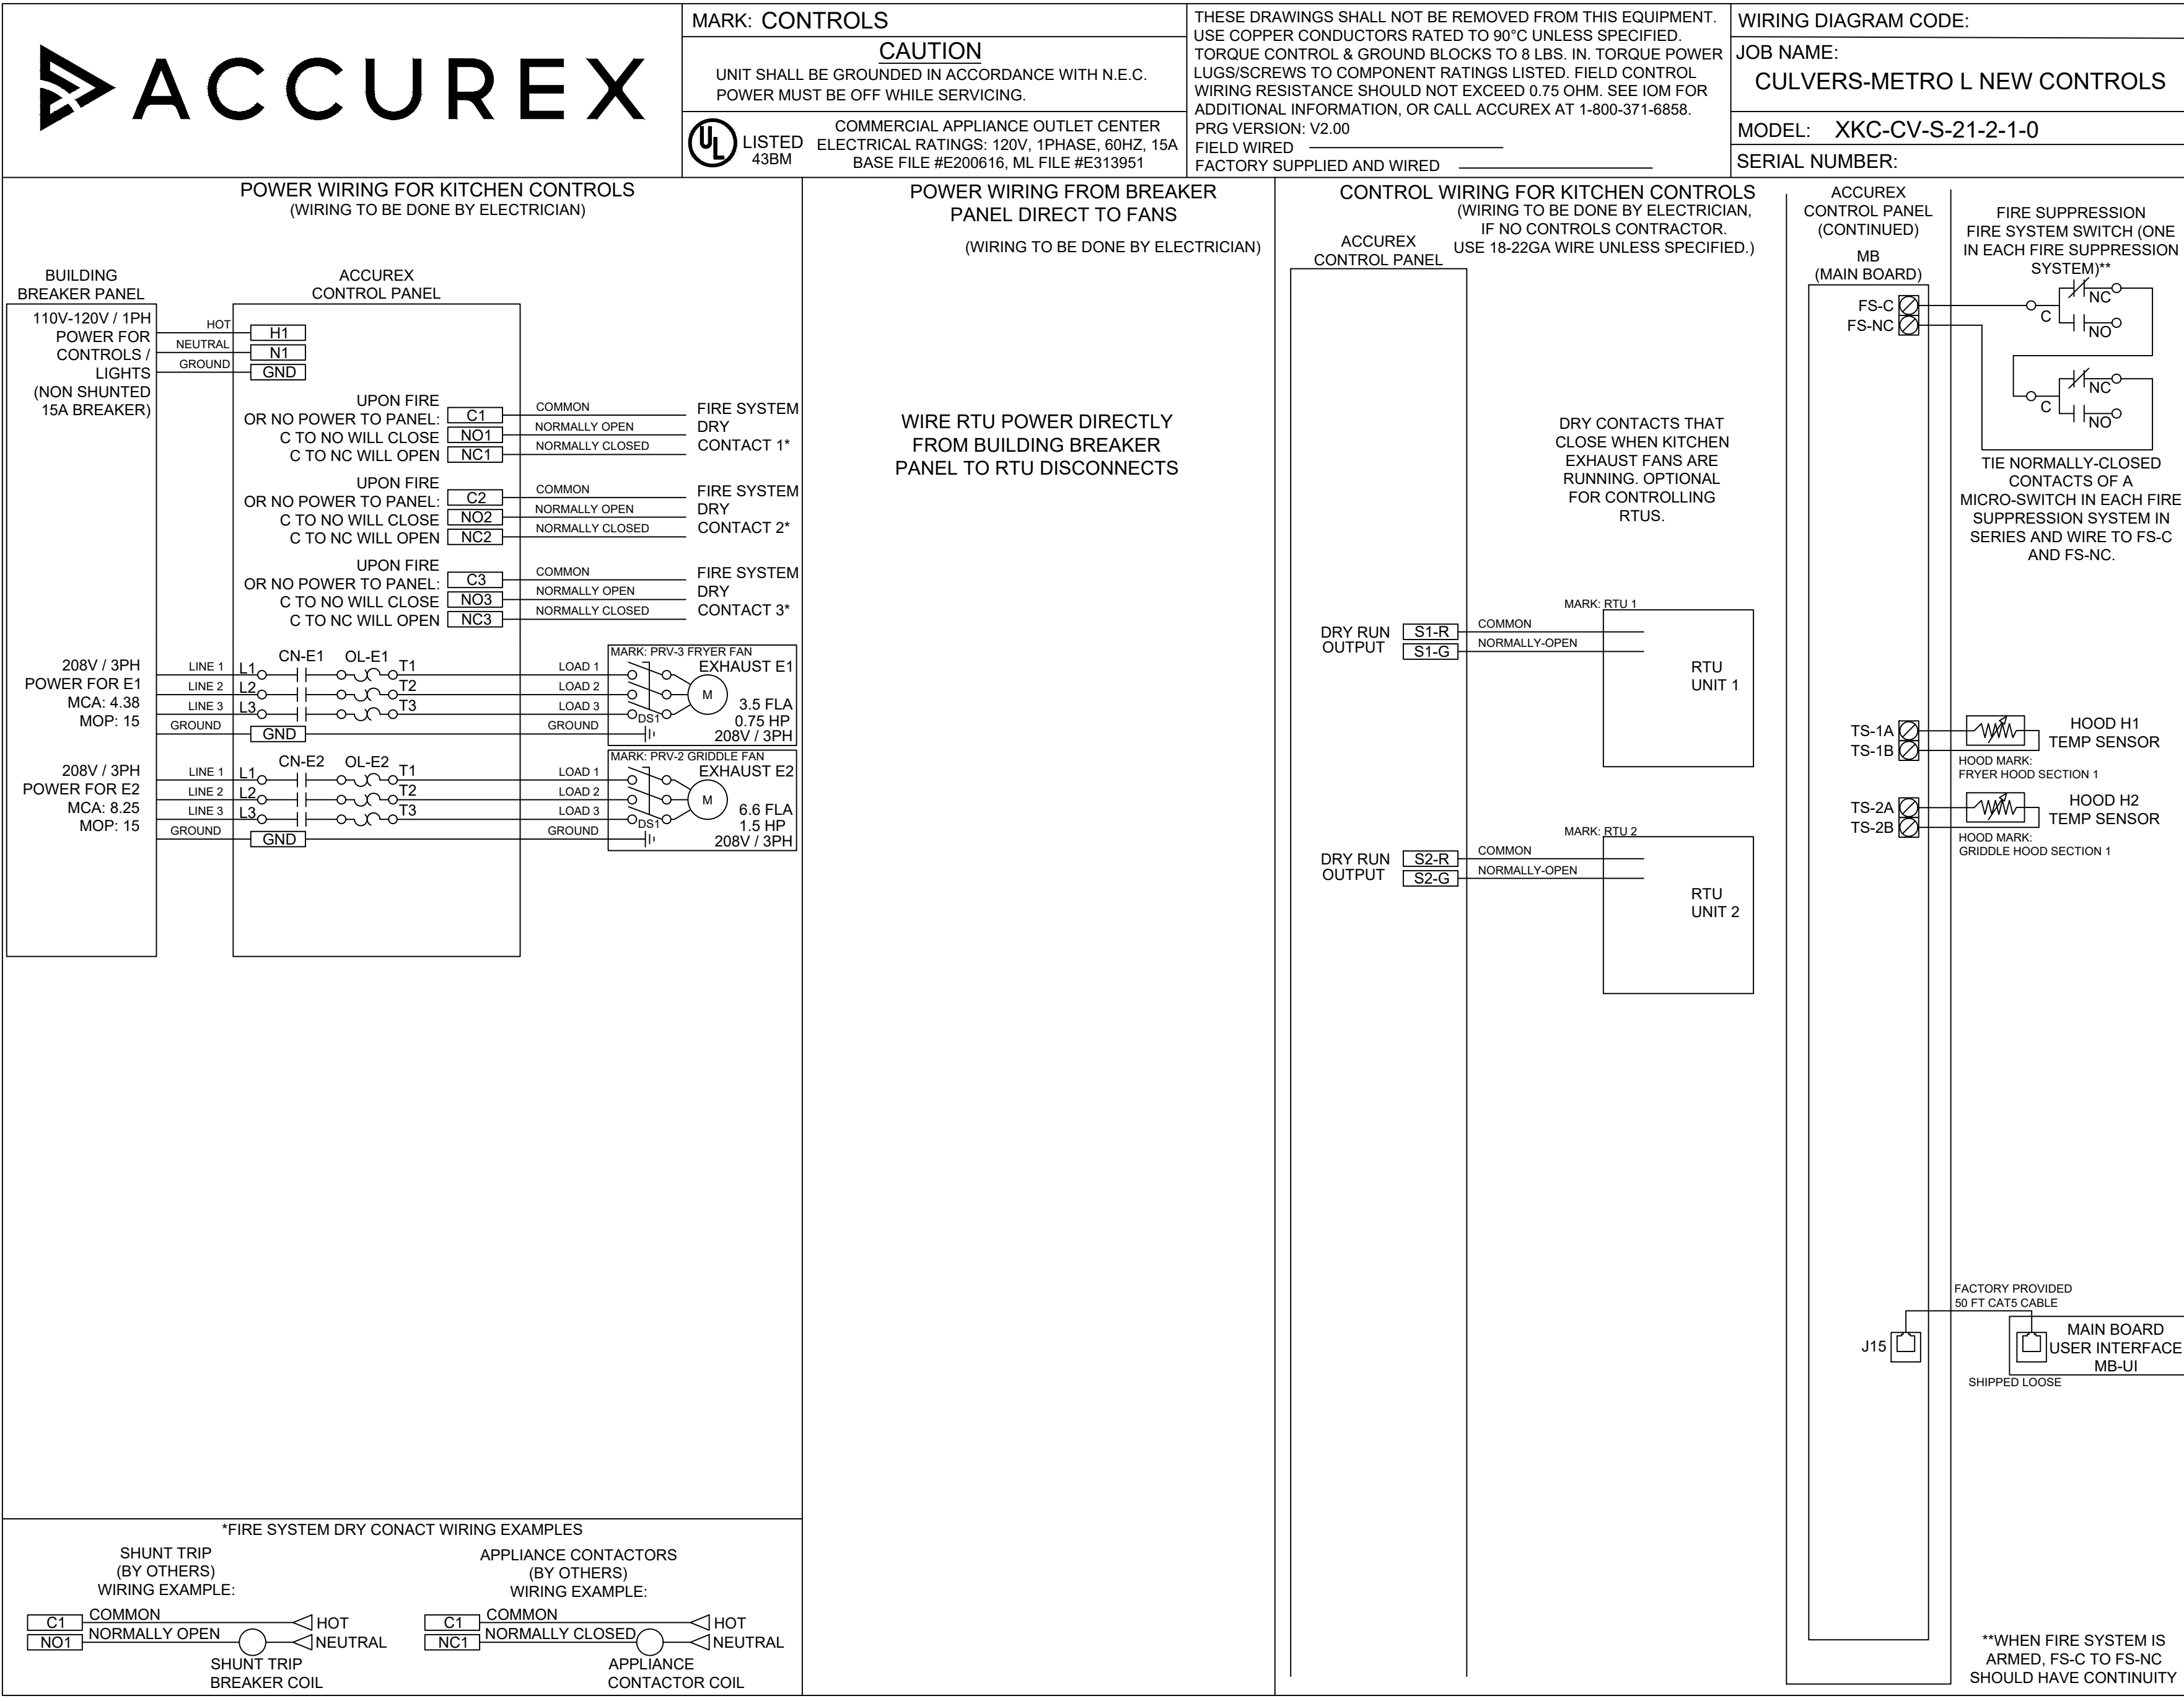 ACCUREX
MARK: CONTROLS
CAUTION
UNIT SHALL BE GROUNDED IN ACCORDANCE WITH N.E.C.
POWER MUST BE OFF WHILE SERVICING.
UL
LISTED
43BM
COMMERCIAL APPLIANCE OUTLET CENTER
ELECTRICAL RATINGS: 120V, 1PHASE, 60HZ, 15A
BASE FILE #E200616, ML FILE #E313951
THESE DRAWINGS SHALL NOT BE REMOVED FROM THIS EQUIPMENT.
USE COPPER CONDUCTORS RATED TO 90°C UNLESS SPECIFIED.
TORQUE CONTROL & GROUND BLOCKS TO 8 LBS. IN. TORQUE POWER
LUGS/SCREWS TO COMPONENT RATINGS LISTED. FIELD CONTROL
WIRING RESISTANCE SHOULD NOT EXCEED 0.75 OHM. SEE IOM FOR
ADDITIONAL INFORMATION, OR CALL ACCUREX AT 1-800-371-6858.
PRG VERSION: V2.00
FIELD WIRED
FACTORY SUPPLIED AND WIRED
WIRING DIAGRAM CODE:
JOB NAME:
CULVERS-METRO L NEW CONTROLS
MODEL: XKC-CV-S-21-2-1-0
SERIAL NUMBER:
POWER WIRING FOR KITCHEN CONTROLS
(WIRING TO BE DONE BY ELECTRICIAN)
BUILDING
BREAKER PANEL
ACCUREX
CONTROL PANEL
110V-120V / 1PH
POWER FOR
CONTROLS /
LIGHTS
(NON SHUNTED
15A BREAKER)
HOT
NEUTRAL
GROUND
H1
N1
GND
UPON FIRE
OR NO POWER TO PANEL:
C TO NO WILL CLOSE
C TO NC WILL OPEN
C1
NO1
NC1
COMMON
NORMALLY OPEN
NORMALLY CLOSED
FIRE SYSTEM
DRY
CONTACT 1*
UPON FIRE
OR NO POWER TO PANEL:
C TO NO WILL CLOSE
C TO NC WILL OPEN
C2
NO2
NC2
COMMON
NORMALLY OPEN
NORMALLY CLOSED
FIRE SYSTEM
DRY
CONTACT 2*
UPON FIRE
OR NO POWER TO PANEL:
C TO NO WILL CLOSE
C TO NC WILL OPEN
C3
NO3
NC3
COMMON
NORMALLY OPEN
NORMALLY CLOSED
FIRE SYSTEM
DRY
CONTACT 3*
208V / 3PH
POWER FOR E1
MCA: 4.38
MOP: 15
LINE 1
LINE 2
LINE 3
GROUND
L1
L2
L3
GND
CN-E1
OL-E1
T1
T2
T3
LOAD 1
LOAD 2
LOAD 3
GROUND
MARK: PRV-3 FRYER FAN
EXHAUST E1
M
DS1
3.5 FLA
0.75 HP
208V / 3PH
208V / 3PH
POWER FOR E2
MCA: 8.25
MOP: 15
LINE 1
LINE 2
LINE 3
GROUND
L1
L2
L3
GND
CN-E2
OL-E2
T1
T2
T3
LOAD 1
LOAD 2
LOAD 3
GROUND
MARK: PRV-2 GRIDDLE FAN
EXHAUST E2
M
DS1
6.6 FLA
1.5 HP
208V / 3PH
*FIRE SYSTEM DRY CONACT WIRING EXAMPLES
SHUNT TRIP
(BY OTHERS)
WIRING EXAMPLE:
C1
NO1
COMMON
NORMALLY OPEN
HOT
NEUTRAL
SHUNT TRIP
BREAKER COIL
APPLIANCE CONTACTORS
(BY OTHERS)
WIRING EXAMPLE:
C1
NC1
COMMON
NORMALLY CLOSED
HOT
NEUTRAL
APPLIANCE
CONTACTOR COIL
POWER WIRING FROM BREAKER
PANEL DIRECT TO FANS
(WIRING TO BE DONE BY ELECTRICIAN)
WIRE RTU POWER DIRECTLY
FROM BUILDING BREAKER
PANEL TO RTU DISCONNECTS
CONTROL WIRING FOR KITCHEN CONTROLS
(WIRING TO BE DONE BY ELECTRICIAN,
IF NO CONTROLS CONTRACTOR.
USE 18-22GA WIRE UNLESS SPECIFIED.)
ACCUREX
CONTROL PANEL
DRY CONTACTS THAT
CLOSE WHEN KITCHEN
EXHAUST FANS ARE
RUNNING. OPTIONAL
FOR CONTROLLING
RTUS.
DRY RUN
OUTPUT
S1-R
S1-G
COMMON
NORMALLY-OPEN
MARK: RTU 1
RTU
UNIT 1
DRY RUN
OUTPUT
S2-R
S2-G
COMMON
NORMALLY-OPEN
MARK: RTU 2
RTU
UNIT 2
ACCUREX
CONTROL PANEL
(CONTINUED)
MB
(MAIN BOARD)
FS-C
FS-NC
FIRE SUPPRESSION
FIRE SYSTEM SWITCH (ONE
IN EACH FIRE SUPPRESSION
SYSTEM)**
NC
C
NO
NC
C
NO
TIE NORMALLY-CLOSED
CONTACTS OF A
MICRO-SWITCH IN EACH FIRE
SUPPRESSION SYSTEM IN
SERIES AND WIRE TO FS-C
AND FS-NC.
TS-1A
TS-1B
HOOD H1
TEMP SENSOR
HOOD MARK:
FRYER HOOD SECTION 1
TS-2A
TS-2B
HOOD H2
TEMP SENSOR
HOOD MARK:
GRIDDLE HOOD SECTION 1
FACTORY PROVIDED
50 FT CAT5 CABLE
J15
MAIN BOARD
USER INTERFACE
MB-UI
SHIPPED LOOSE
**WHEN FIRE SYSTEM IS
ARMED, FS-C TO FS-NC
SHOULD HAVE CONTINUITY